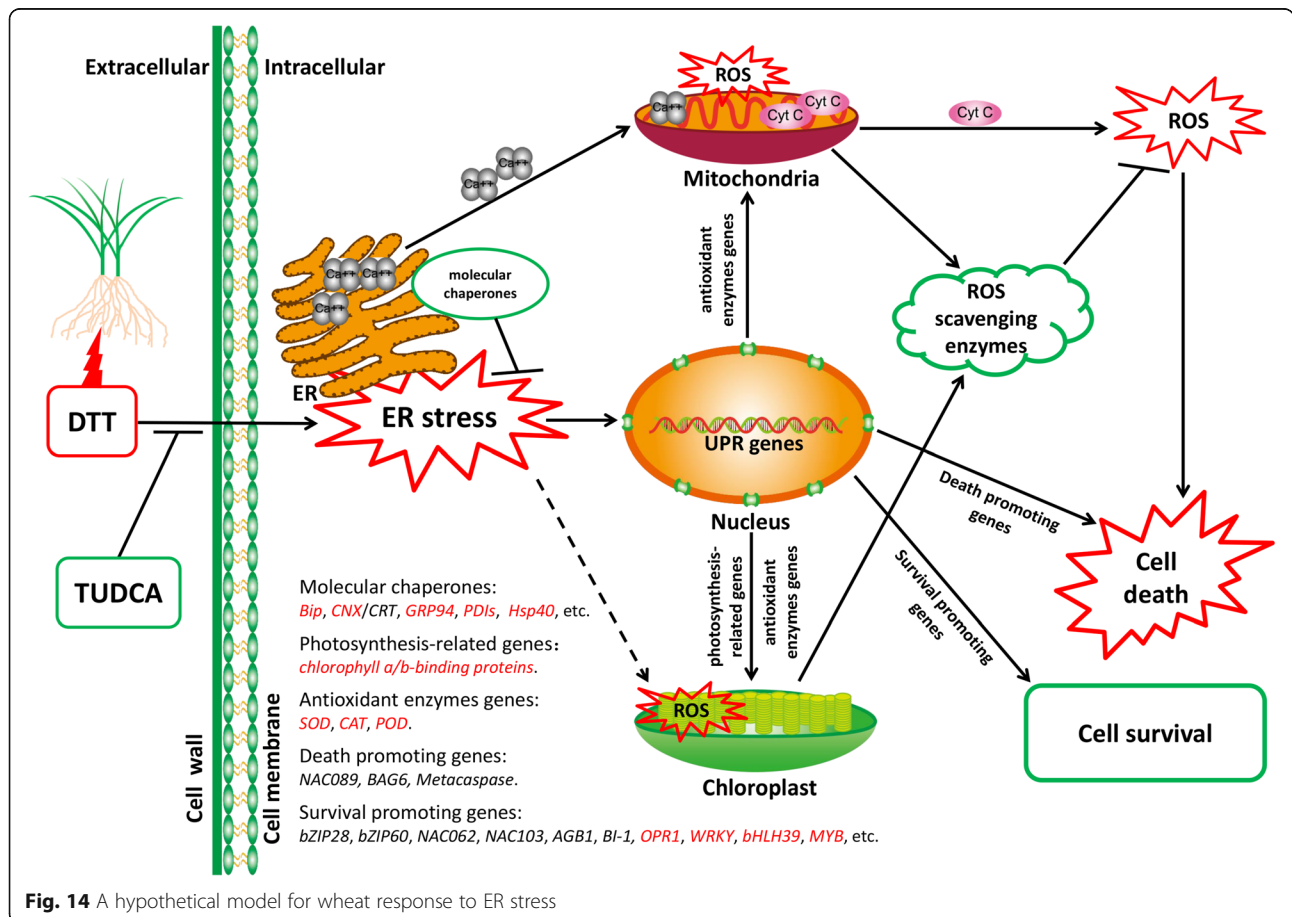 Extracellular
Intracellular
ROS
Ca++
Cyt C
Cyt C
Cyt C
ROS
Mitochondria
Ca++
Ca++
Ca++
Ca++
Ca++
molecular
chaperones
antioxidant
enzymes genes
ROS
scavenging
enzymes
ER
DTT
ER stress
UPR genes
Nucleus
Death promoting
genes
Survival promoting
genes
Cell
death
TUDCA
photosynthesis-
related genes
antioxidant
enzymes genes
Cell wall
Cell membrane
Molecular chaperones:
Bip, CNX/CRT, GRP94, PDIs, Hsp40, etc.
Photosynthesis-related genes:
chlorophyll a/b-binding proteins.
Antioxidant enzymes genes:
SOD, CAT, POD.
Death promoting genes:
NAC089, BAG6, Metacaspase.
Survival promoting genes:
bZIP28, bZIP60, NAC062, NAC103, AGB1, BI-1, OPR1, WRKY, bHLH39, MYB, etc.
ROS
Chloroplast
Cell survival
Fig. 14 A hypothetical model for wheat response to ER stress